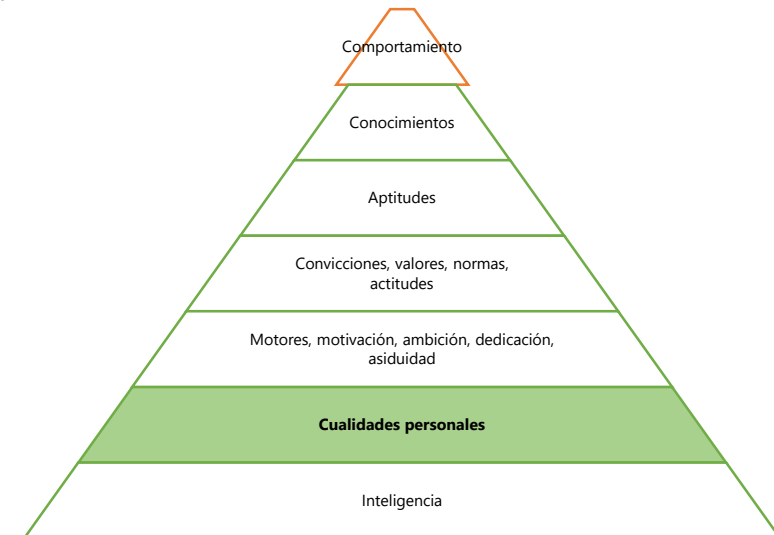 Comportamiento
Conocimientos
Aptitudes
Convicciones, valores, normas,
actitudes
Motores, motivación, ambición, dedicación,
asiduidad
Cualidades personales
Inteligencia